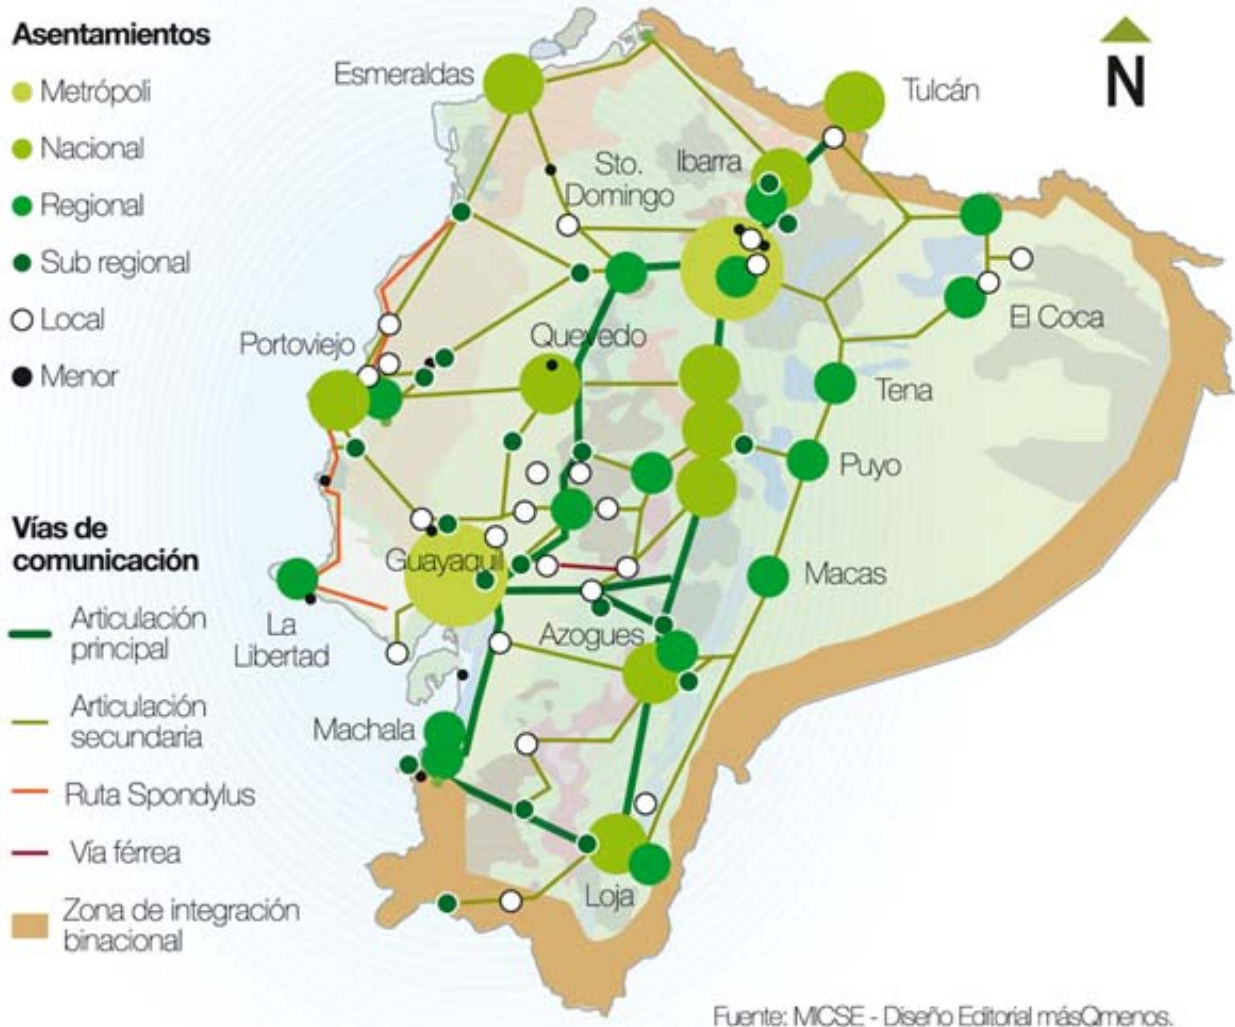 Asentamientos
Metrópoli
Nacional
Regional
Sub regional
Local
Menor
Vías de
comunicación
Articulación
principal
Articulación
secundaria
Ruta Spondylus
Vía férrea
Zona de integración
binacional
N
Esmeraldas
Tulcán
Ibarra
Sto.
Domingo
El Coca
Portoviejo
Quevedo
Tena
Puyo
Guayaquil
Macas
La
Libertad
Azogues
Machala
Loja
Fuente: MICSE - Diseño Editorial másQmenos.